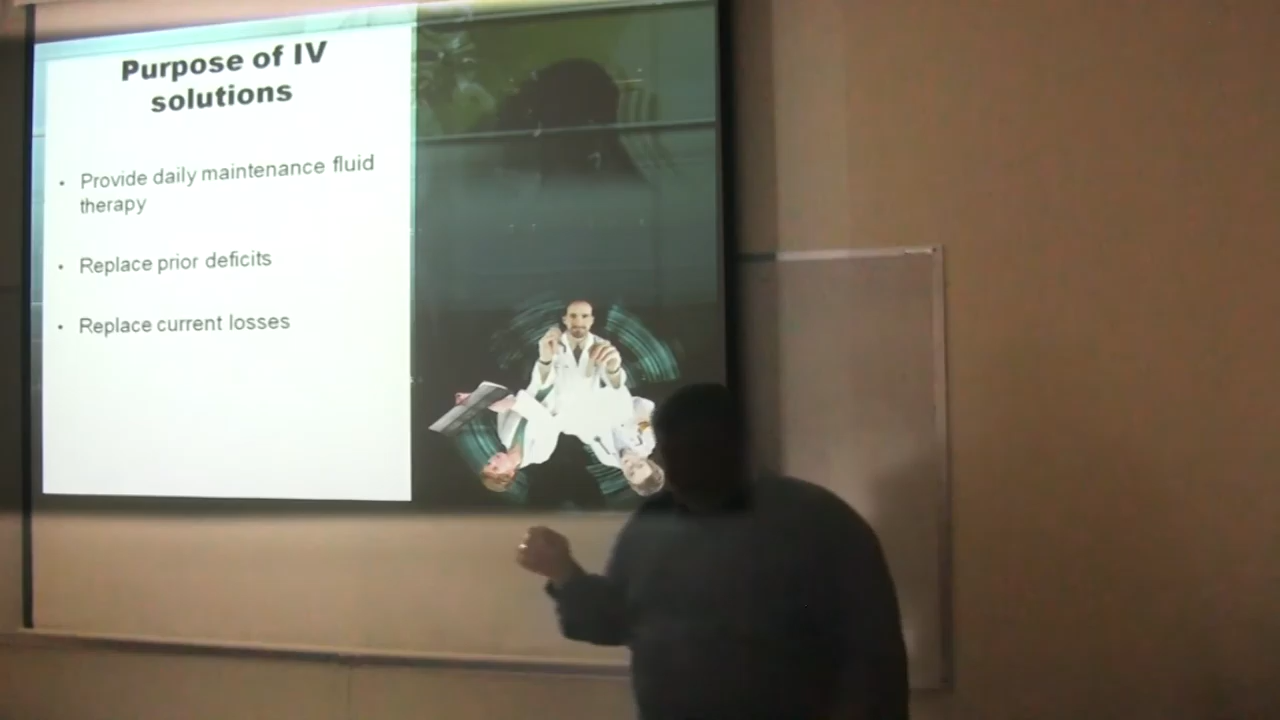 Purpose of IV
solutions
• Provide daily maintenance fluid
therapy
• Replace prior deficits
• Replace current losses